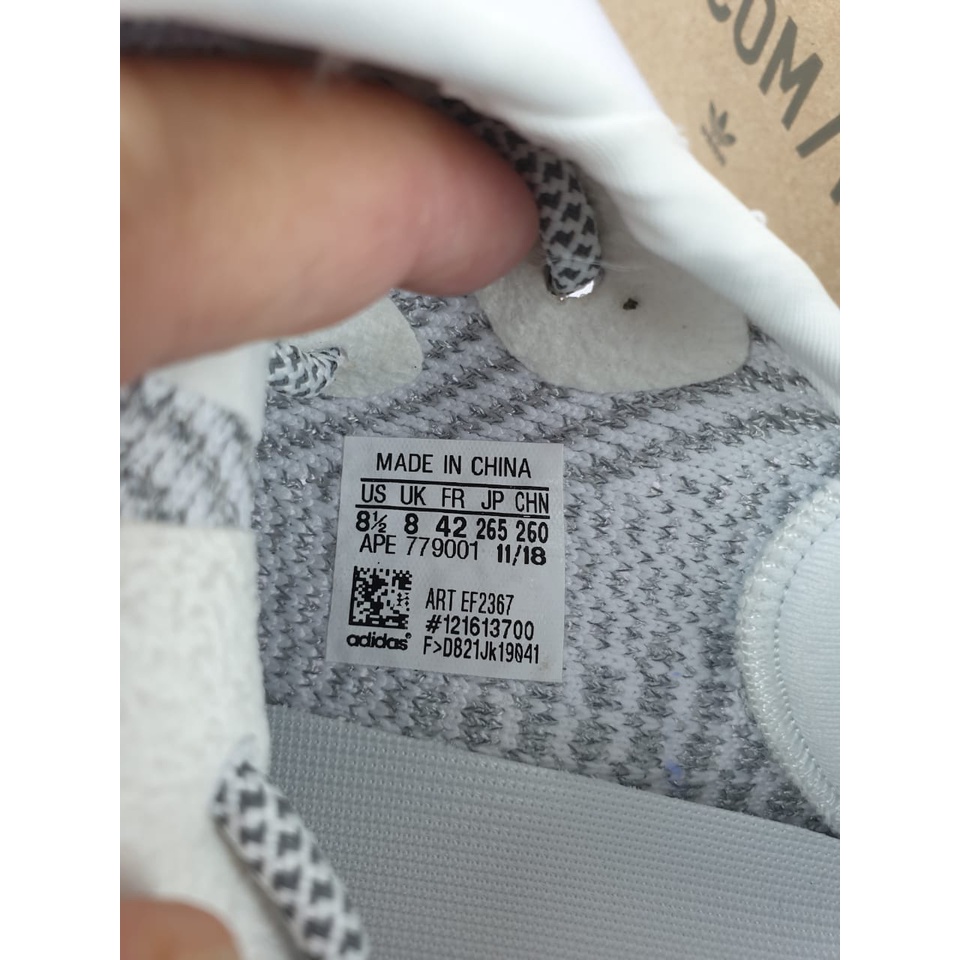 .COM/
MADE IN CHINA
US UK FR JP CHN
8½ 8 42 265 260
APE 779001 11/18
ART EF2367
#121613700
adidas® F>D821Jk19041